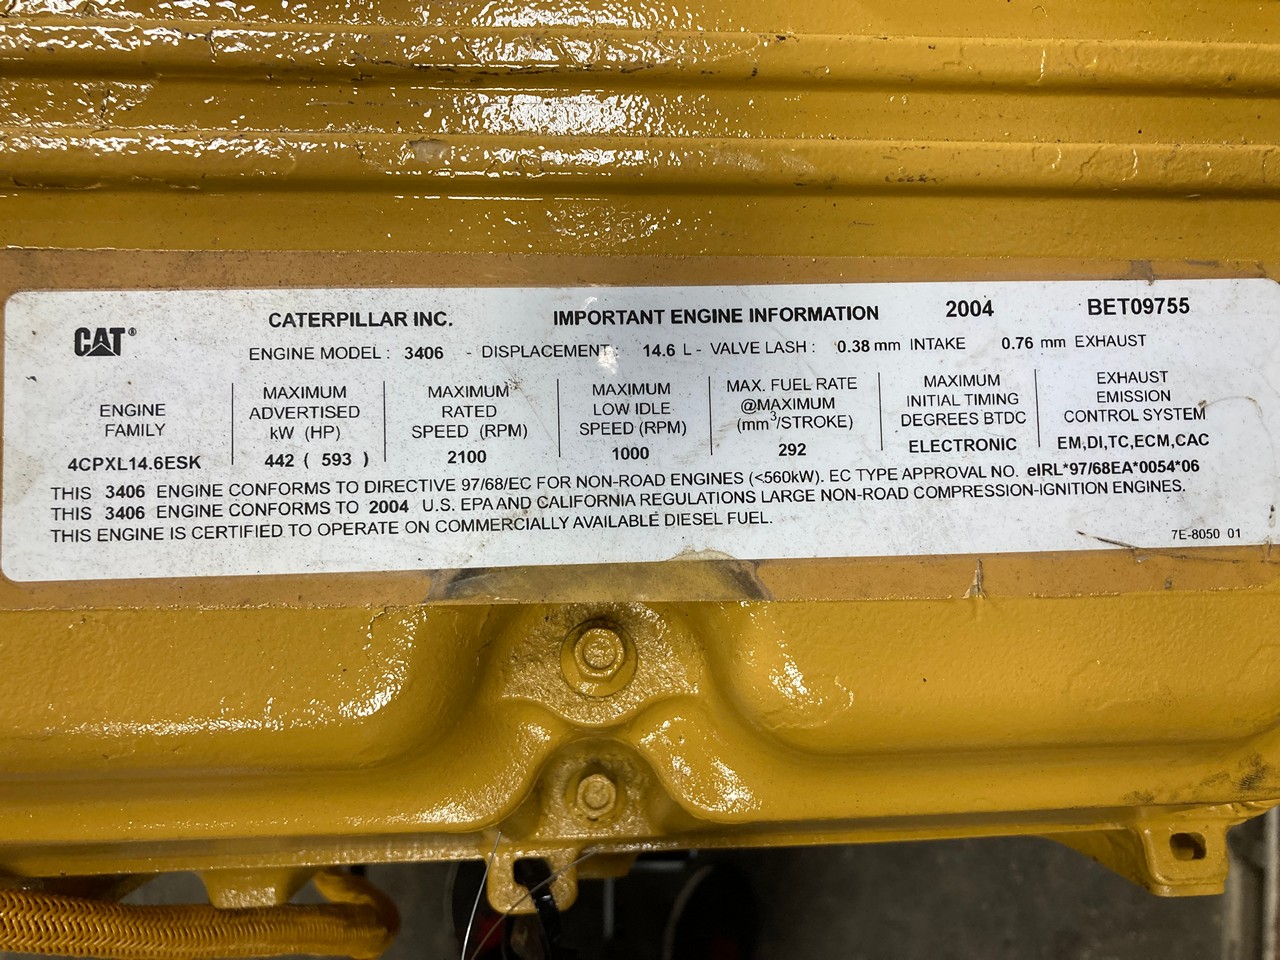 CAT®
CATERPILLAR INC. IMPORTANT ENGINE INFORMATION 2004 BET09755
ENGINE MODEL : 3406 - DISPLACEMENT : 14.6 L - VALVE LASH : 0.38 mm INTAKE 0.76 mm EXHAUST
ENGINE
FAMILY
4CPXL14.6ESK
MAXIMUM
ADVERTISED
kW (HP)
442 ( 593 )
MAXIMUM
RATED
SPEED (RPM)
2100
MAXIMUM
LOW IDLE
SPEED (RPM)
1000
MAX. FUEL RATE
@MAXIMUM
(mm³/STROKE)
292
MAXIMUM
INITIAL TIMING
DEGREES BTDC
ELECTRONIC
EXHAUST
EMISSION
CONTROL SYSTEM
EM,DI,TC,ECM,CAC
THIS 3406 ENGINE CONFORMS TO DIRECTIVE 97/68/EC FOR NON-ROAD ENGINES (<560kW). EC TYPE APPROVAL NO. eIRL*97/68EA*0054*06
THIS 3406 ENGINE CONFORMS TO 2004 U.S. EPA AND CALIFORNIA REGULATIONS LARGE NON-ROAD COMPRESSION-IGNITION ENGINES.
THIS ENGINE IS CERTIFIED TO OPERATE ON COMMERCIALLY AVAILABLE DIESEL FUEL.
7E-8050 01